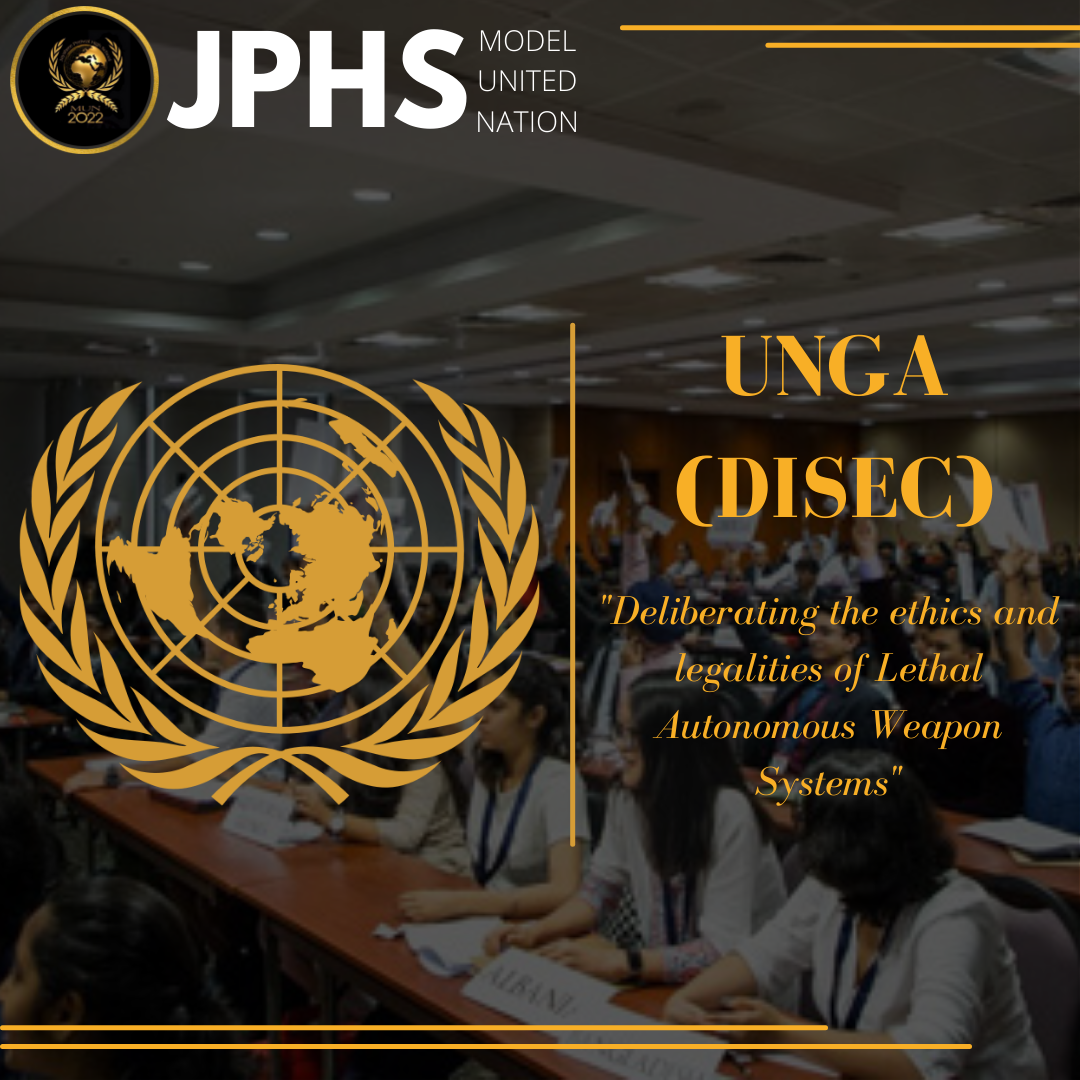 MUN
2022
JPHS
MODEL
UNITED
NATION
UNGA
(DISEC)
"Deliberating the ethics and
legalities of Lethal
Autonomous Weapon
Systems"